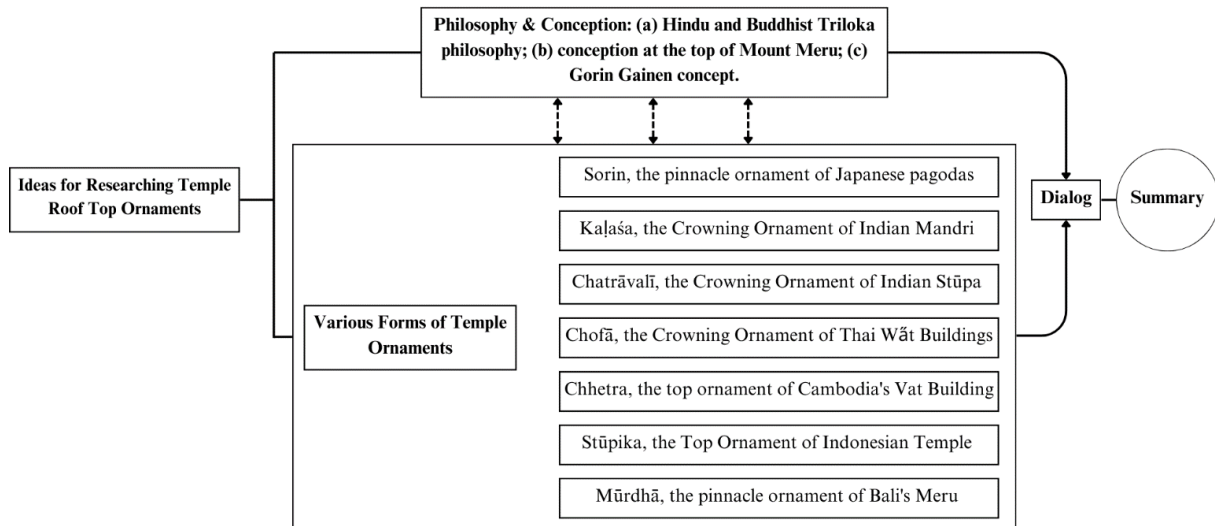 Philosophy & Conception: (a) Hindu and Buddhist Triloka
philosophy; (b) conception at the top of Mount Meru; (c)
Gorin Gainen concept.
Ideas for Researching Temple
Roof Top Ornaments
Various Forms of Temple
Ornaments
Sorin, the pinnacle ornament of Japanese pagodas
Kaḷaśa, the Crowning Ornament of Indian Mandri
Chatrāvalī, the Crowning Ornament of Indian Stūpa
Chofā, the Crowning Ornament of Thai Wā̆t Buildings
Chhetra, the top ornament of Cambodia's Vat Building
Stūpika, the Top Ornament of Indonesian Temple
Mūrdhā, the pinnacle ornament of Bali's Meru
Dialog
Summary